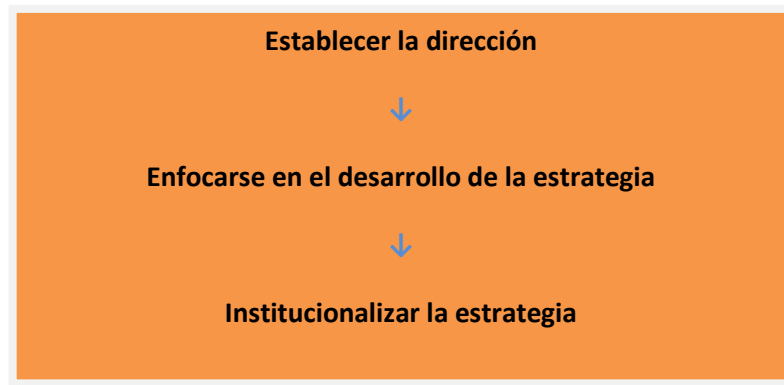 Establecer la dirección
↓
Enfocarse en el desarrollo de la estrategia
↓
Institucionalizar la estrategia